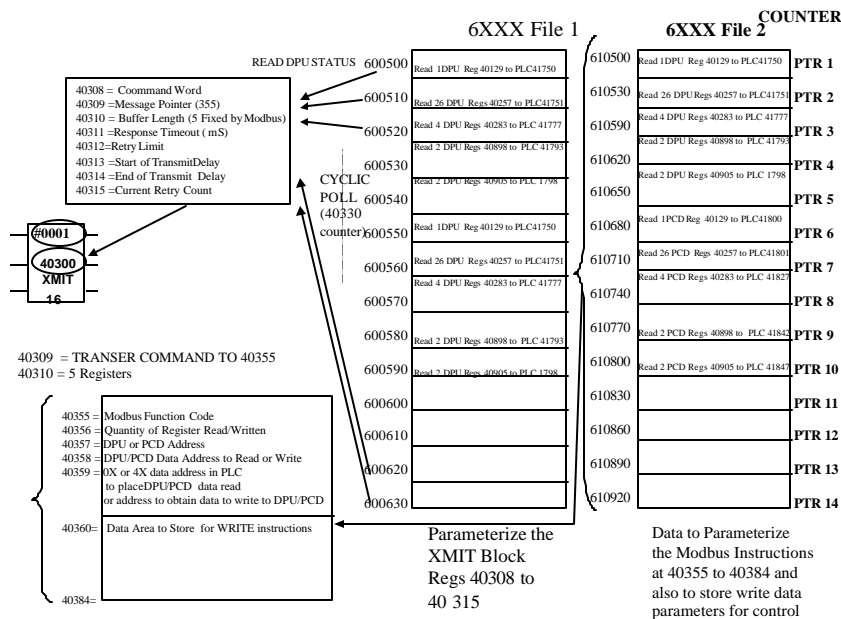 COUNTER
6XXX File 1
6XXX File 2
READ DPU STATUS
40308 = Coommand Word
40309 =Message Pointer (355)
40310 = Buffer Length (5 Fixed by Modbus)
40311 =Response Timeout ( mS)
40312=Retry Limit
40313 =Start of TransmitDelay
40314 =End of Transmit Delay
40315 =Current Retry Count
#0001
40300
XMIT
16
CYCLIC
POLL
(40330
counter)
600500
Read 1DPU Reg 40129 to PLC41750
600510
Read 26 DPU Regs 40257 to PLC41751
600520
Read 4 DPU Regs 40283 to PLC 41777
Read 2 DPU Regs 40898 to PLC 41793
600530
Read 2 DPU Regs 40905 to PLC 1798
600540
600550
Read 1DPU Reg 40129 to PLC41750
600560
Read 26 DPU Regs 40257 to PLC41751
Read 4 DPU Regs 40283 to PLC 41777
600570
600580
Read 2 DPU Regs 40898 to PLC 41793
600590
Read 2 DPU Regs 40905 to PLC 1798
600600
600610
600620
600630
610500
Read 1DPU Reg 40129 to PLC41750
PTR 1
610530
Read 26 DPU Regs 40257 to PLC41751
PTR 2
610590
Read 4 DPU Regs 40283 to PLC 41777
PTR 3
Read 2 DPU Regs 40898 to PLC 41793
610620
PTR 4
Read 2 DPU Regs 40905 to PLC 1798
610650
PTR 5
610680
Read 1PCD Reg 40129 to PLC41800
PTR 6
610710
Read 26 PCD Regs 40257 to PLC41801
PTR 7
Read 4 PCD Regs 40283 to PLC 41827
610740
PTR 8
610770
Read 2 PCD Regs 40898 to PLC 41842
PTR 9
610800
Read 2 PCD Regs 40905 to PLC 41847
PTR 10
610830
PTR 11
610860
PTR 12
610890
PTR 13
610920
PTR 14
40309 = TRANSER COMMAND TO 40355
40310 = 5 Registers
40355 = Modbus Function Code
40356 = Quantity of Register Read/Written
40357 = DPU or PCD Address
40358 = DPU/PCD Data Address to Read or Write
40359 = 0X or 4X data address in PLC
to placeDPU/PCD data read
or address to obtain data to write to DPU/PCD
40360= Data Area to Store for WRITE instructions
40384=
Parameterize the
XMIT Block
Regs 40308 to
40 315
Data to Parameterize
the Modbus Instructions
at 40355 to 40384 and
also to store write data
parameters for control